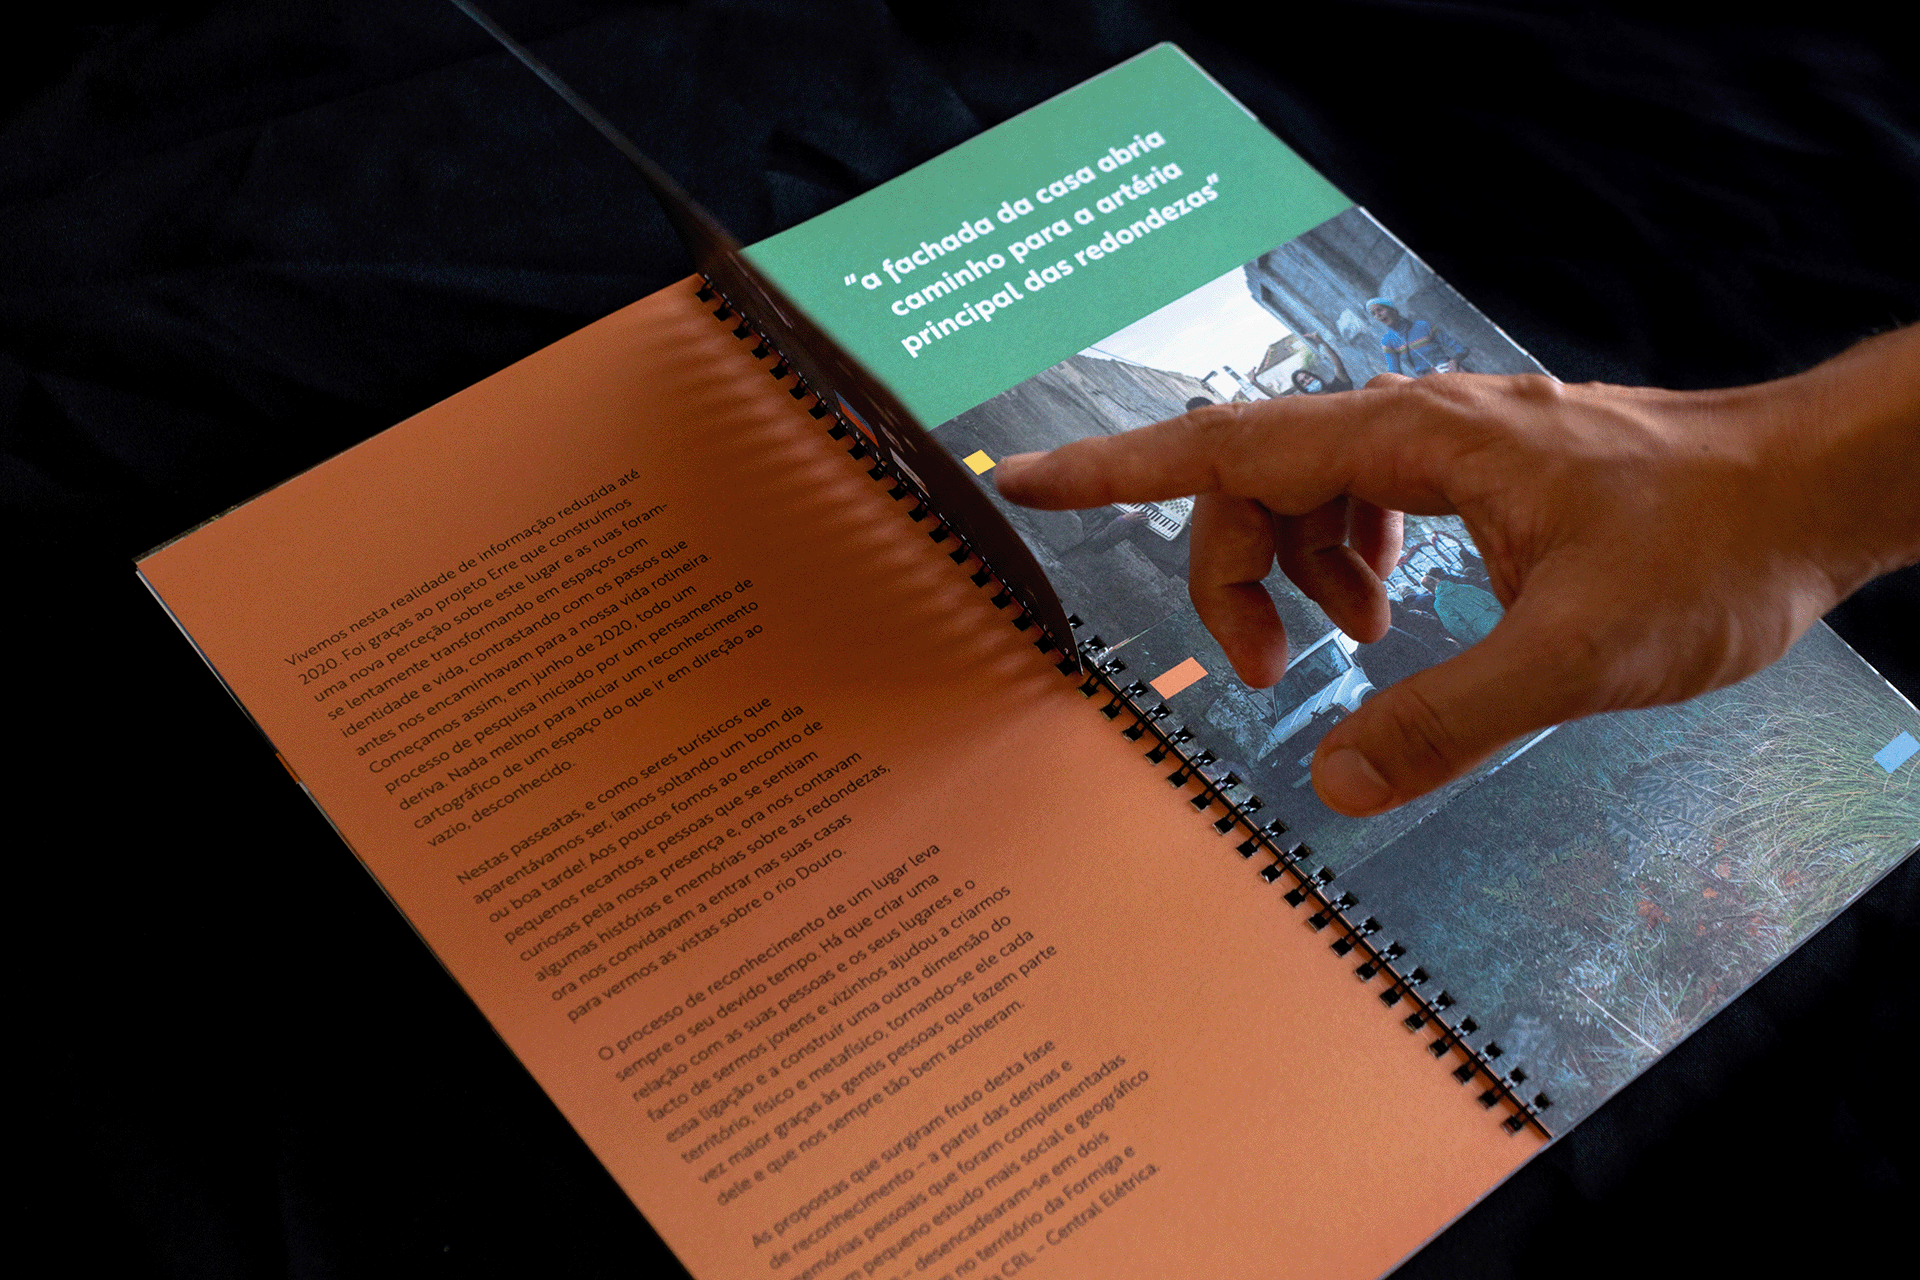 Vivemos nesta realidade de informação reduzida até
2020. Foi graças ao projeto Erre que construímos
uma nova perceção sobre este lugar e as ruas foram-
se lentamente transformando em espaços com
identidade e vida, contrastando com os passos que
antes nos encaminhavam para a nossa vida rotineira.
Começamos assim, em junho de 2020, todo um
processo de pesquisa iniciado por um pensamento de
deriva. Nada melhor para iniciar um reconhecimento
cartográfico de um espaço do que ir em direção ao
vazio, desconhecido.
Nestas passeatas, e como seres turísticos que
aparentávamos ser, íamos soltando um bom dia
ou boa tarde! Aos poucos fomos ao encontro de
pequenos recantos e pessoas que se sentiam
curiosas pela nossa presença e, ora nos contavam
algumas histórias e memórias sobre as redondezas,
ora nos convidavam a entrar nas suas casas
para vermos as vistas sobre o rio Douro.
O processo de reconhecimento de um lugar leva
sempre o seu devido tempo. Há que criar uma
relação com as suas pessoas e os seus lugares e o
facto de sermos jovens e vizinhos ajudou a criarmos
essa ligação e a construir uma outra dimensão do
território, físico e metafísico, tornando-se ele cada
vez maior graças às gentis pessoas que fazem parte
dele e que nos sempre tão bem acolheram.
As propostas que surgiram fruto desta fase
de reconhecimento – a partir das derivas e
memórias pessoais que foram complementadas
pequeno estudo mais social e geográfico
– desencadearam-se em dois
no território da Formiga e
CRL – Central Elétrica.
“a fachada da casa abria
caminho para a artéria
principal das redondezas”